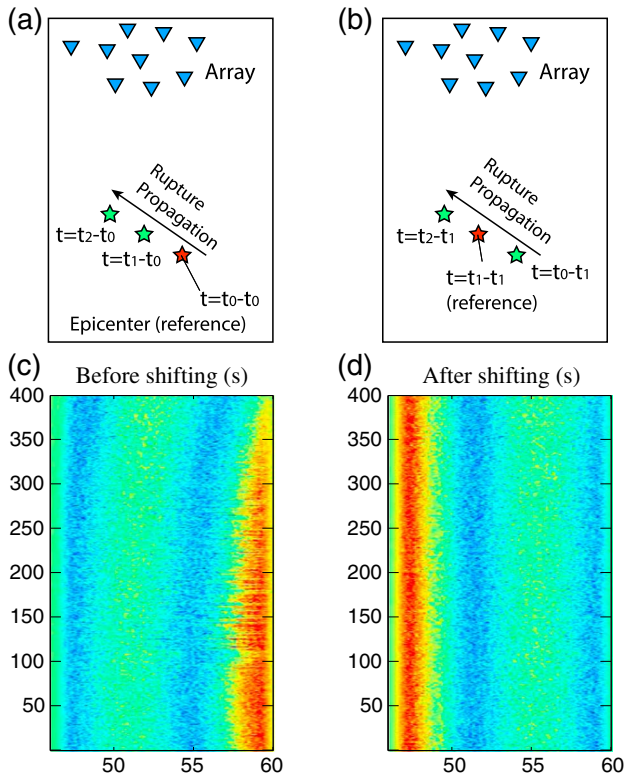 (a)
Array
Rupture
Propagation
t=t2-t0
t=t1-t0
t=t0-t0
Epicenter (reference)
(b)
Array
Rupture
Propagation
t=t2-t1
t=t1-t1
(reference)
t=t0-t1
(c)
Before shifting (s)
400
350
300
250
200
150
100
50
50
55
60
(d)
After shifting (s)
400
350
300
250
200
150
100
50
50
55
60